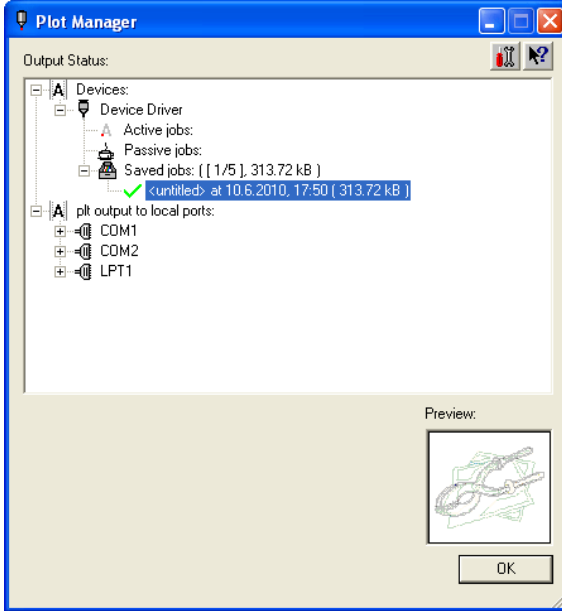 Plot Manager
Output Status:
A Devices:
Device Driver
A Active jobs:
Passive jobs:
Saved jobs: ( [ 1/5 ], 313.72 kB )
<untitled> at 10.6.2010, 17:50 ( 313.72 kB )
A plt output to local ports:
COM1
COM2
LPT1
Preview:
OK